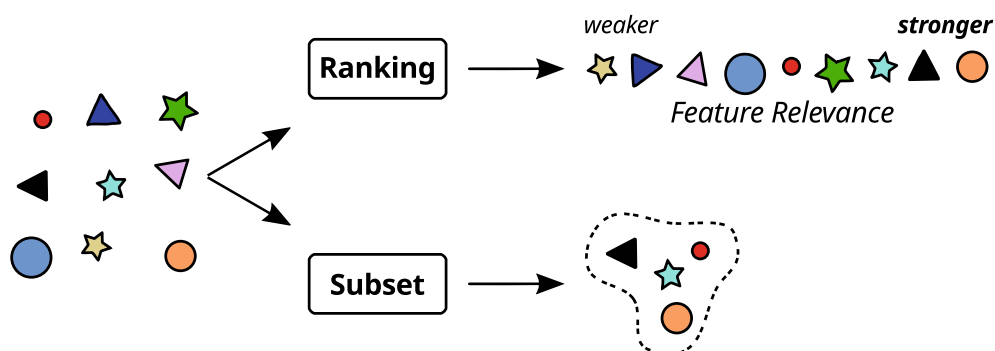 weaker
stronger
Ranking
Feature Relevance
Subset